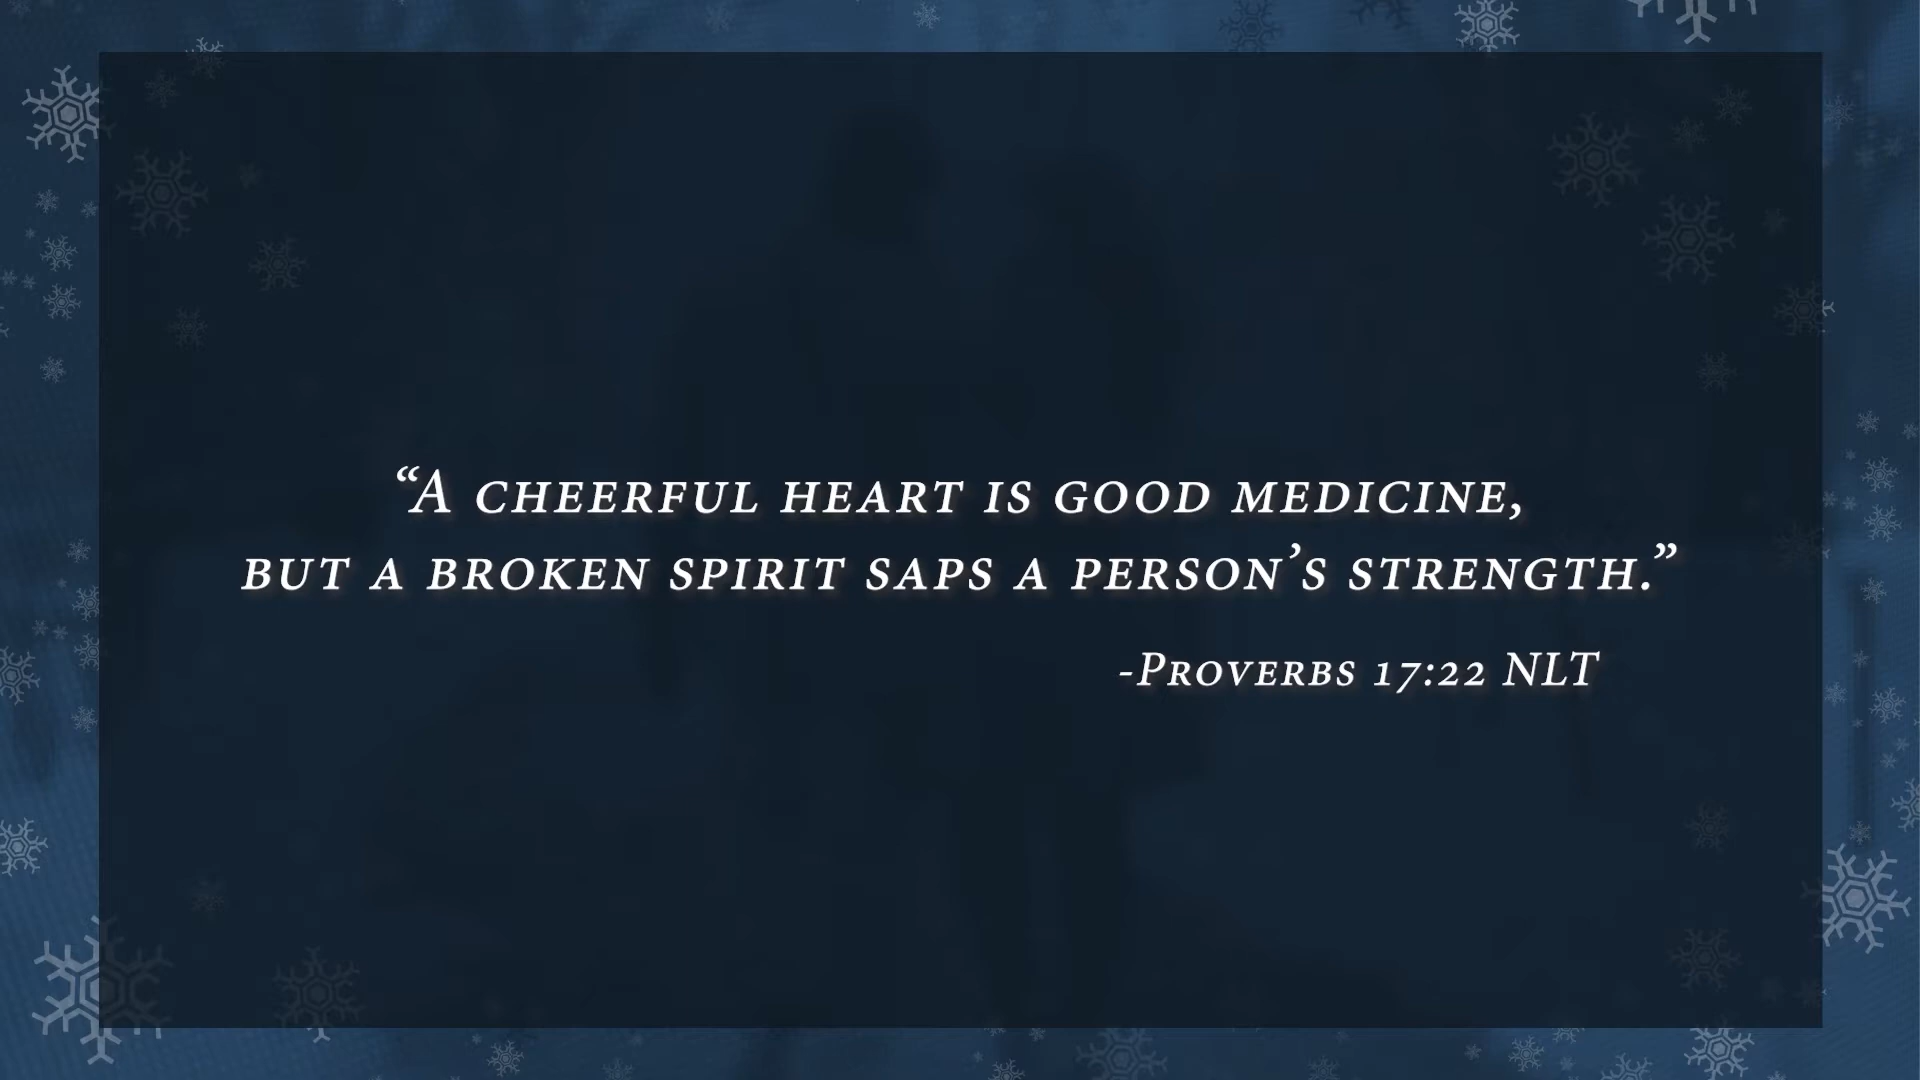 “A cheerful heart is good medicine,
but a broken spirit saps a person’s strength.”
-Proverbs 17:22 NLT